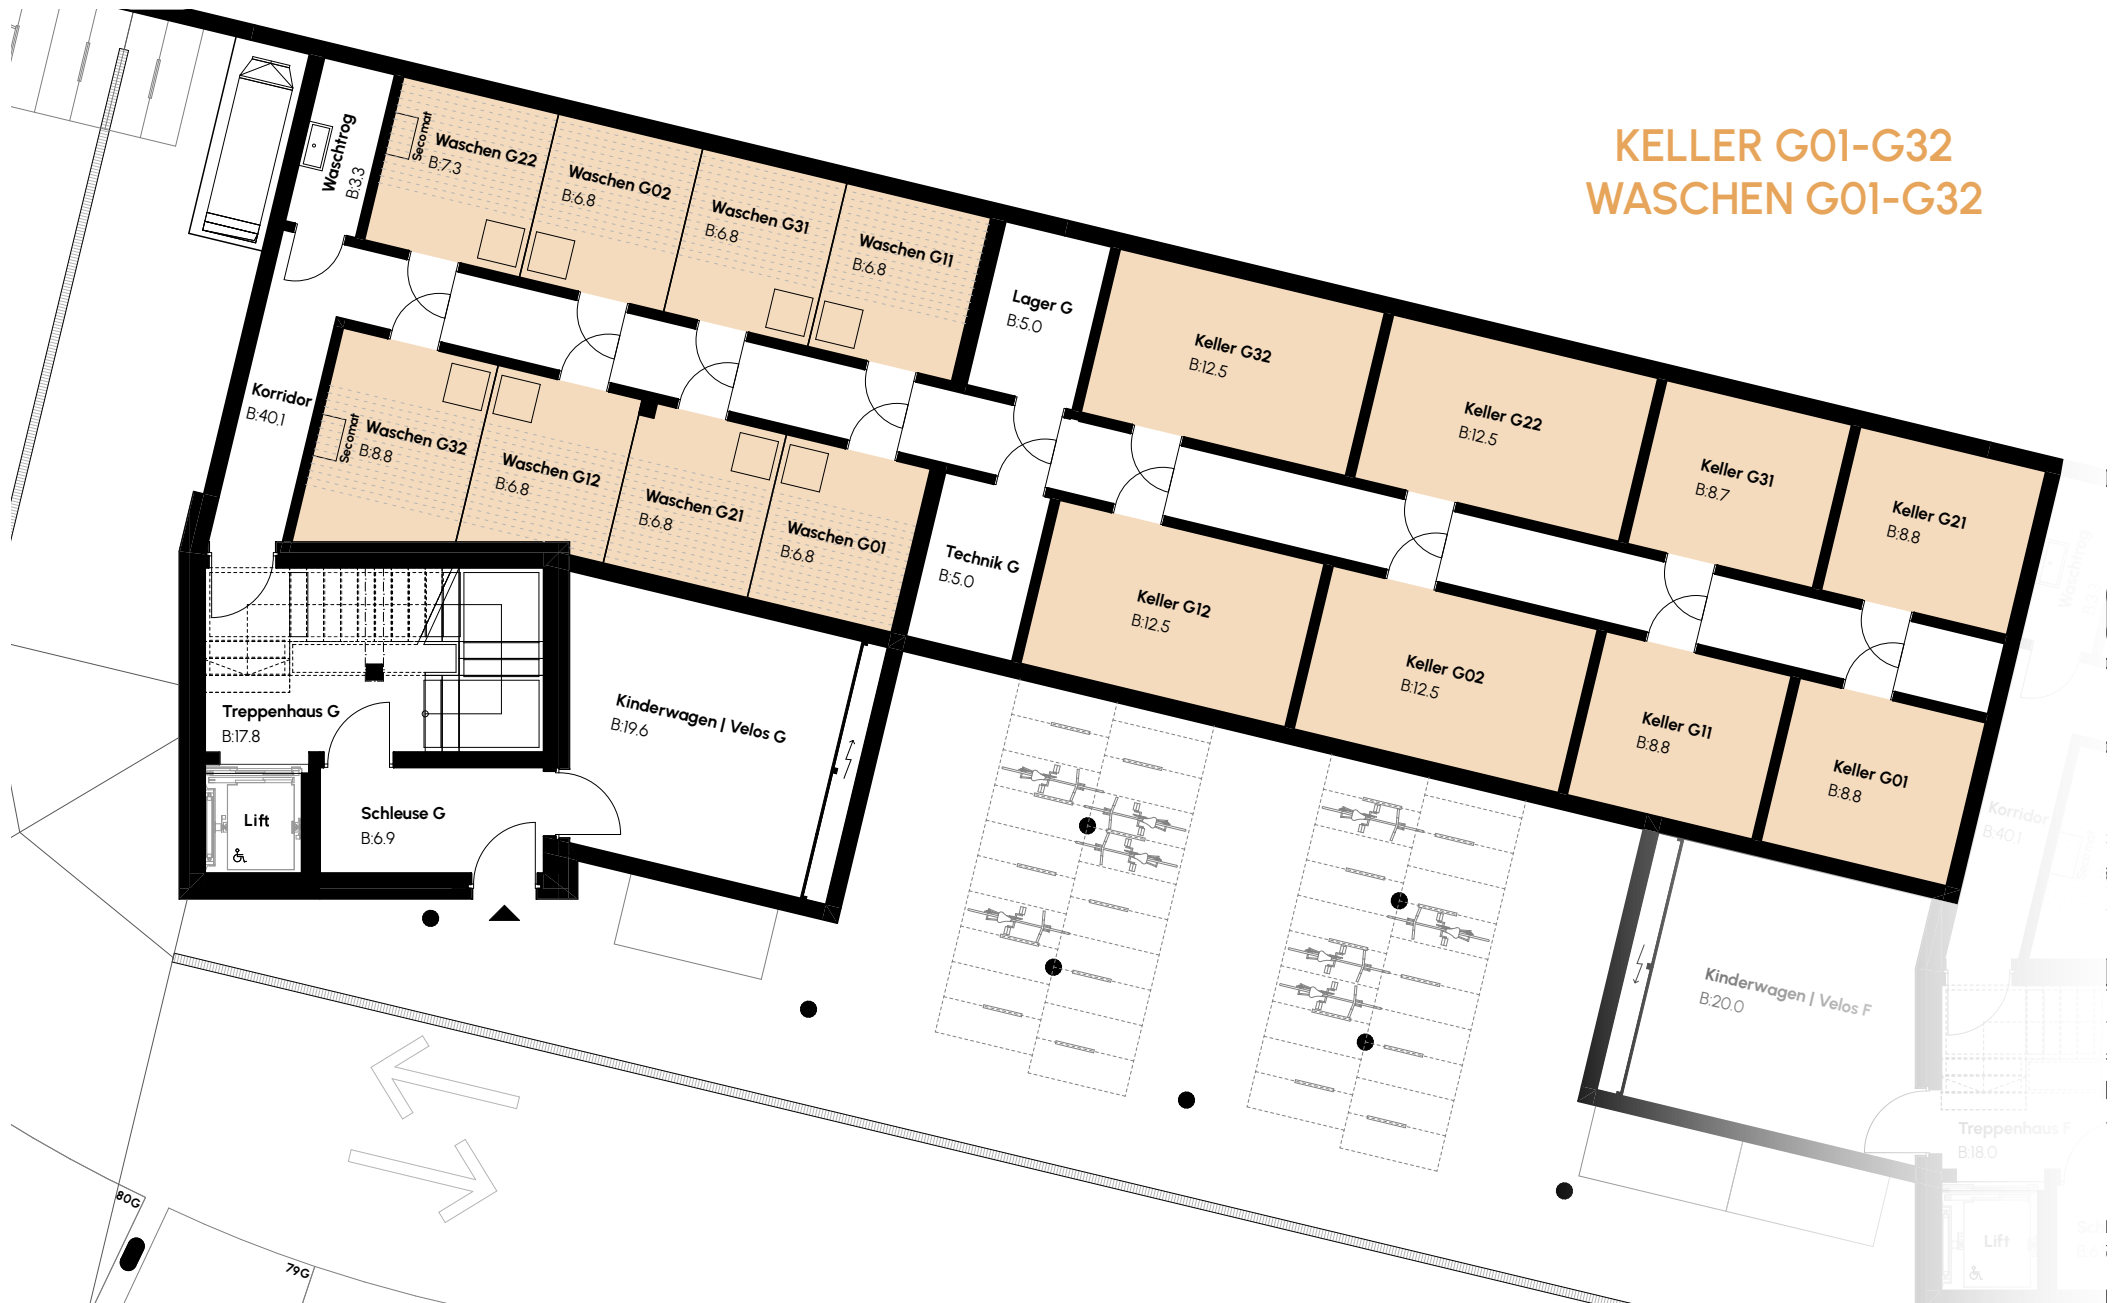 KELLER G01-G32
WASCHEN G01-G32
Waschtrog
B:3.3
Secomat
Waschen G22
B:7.3
Waschen G02
B:6.8
Waschen G31
B:6.8
Waschen G11
B:6.8
Lager G
B:5.0
Keller G32
B:12.5
Keller G22
B:12.5
Keller G31
B:8.7
Keller G21
B:8.8
Korridor
B:40.1
Secomat
Waschen G32
B:8.8
Waschen G12
B:6.8
Waschen G21
B:6.8
Waschen G01
B:6.8
Technik G
B:5.0
Keller G12
B:12.5
Keller G02
B:12.5
Keller G11
B:8.8
Keller G01
B:8.8
Treppenhaus G
B:17.8
Kinderwagen | Velos G
B:19.6
Lift
Schleuse G
B:6.9
Waschtrog
Korridor
B:40.1
Kinderwagen | Velos F
B:20.0
Treppenhaus F
B:18.0
Lift
80G
79G